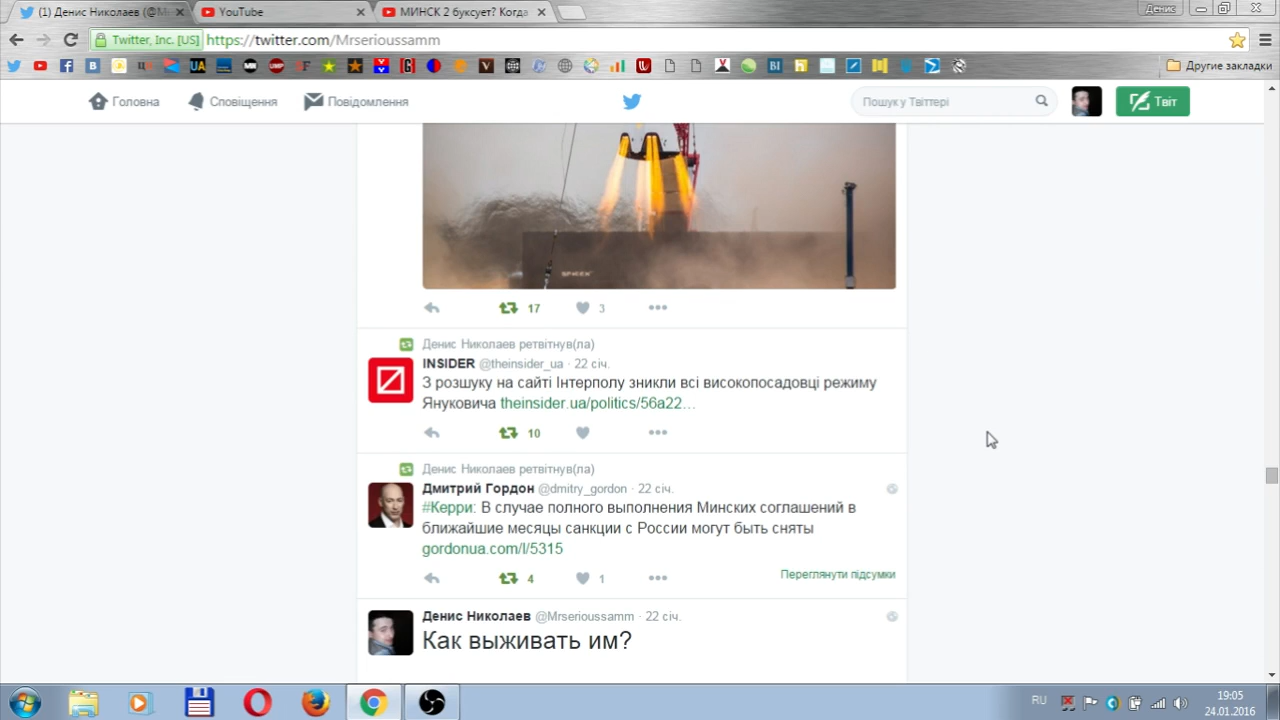 (1) Денис Николаев (@Mr
YouTube
МИНСК 2 буксует? Когда
Денис
Twitter, Inc. [US]
https://twitter.com/Mrserioussamm
Другие закладки
Головна
Сповіщення
Повідомлення
Пошук у Твіттері
Твіт
17
3
Денис Николаев ретвітнув(ла)
INSIDER @theinsider_ua · 22 січ.
З розшуку на сайті Інтерполу зникли всі високопосадовці режиму
Януковича theinsider.ua/politics/56a22…
10
Денис Николаев ретвітнув(ла)
Дмитрий Гордон @dmitry_gordon · 22 січ.
#Керри: В случае полного выполнения Минских соглашений в
ближайшие месяцы санкции с России могут быть сняты
gordonua.com/l/5315
4
1
Переглянути підсумки
Денис Николаев @Mrserioussamm · 22 січ.
Как выживать им?
RU
19:05
24.01.2016